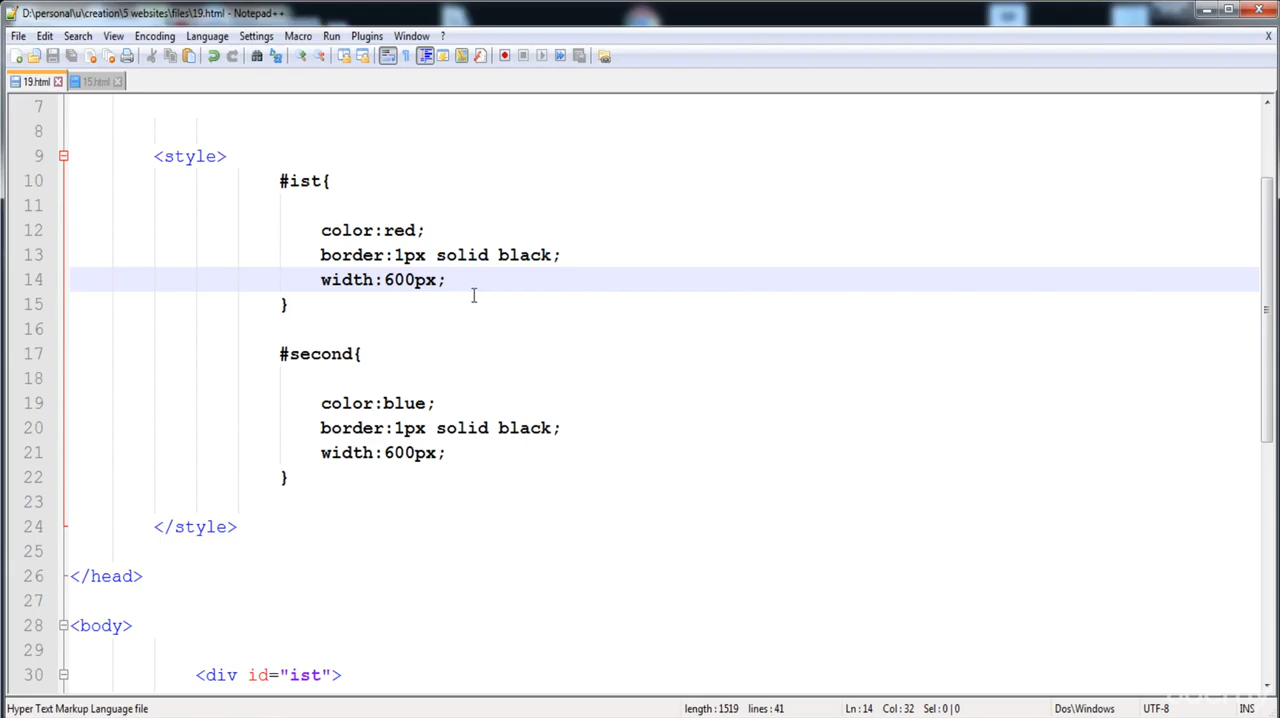 D:\personal\u\creation\5 websites\files\19.html - Notepad++
File Edit Search View Encoding Language Settings Macro Run Plugins Window ? X
19.html 15.html
7
8
9 <style>
10 #ist{
11
12 color:red;
13 border:1px solid black;
14 width:600px;
15 }
16
17 #second{
18
19 color:blue;
20 border:1px solid black;
21 width:600px;
22 }
23
24 </style>
25
26 </head>
27
28 <body>
29
30 <div id="ist">
Hyper Text Markup Language file length : 1519 lines : 41 Ln : 14 Col : 32 Sel : 0 | 0 Dos\Windows UTF-8 INS